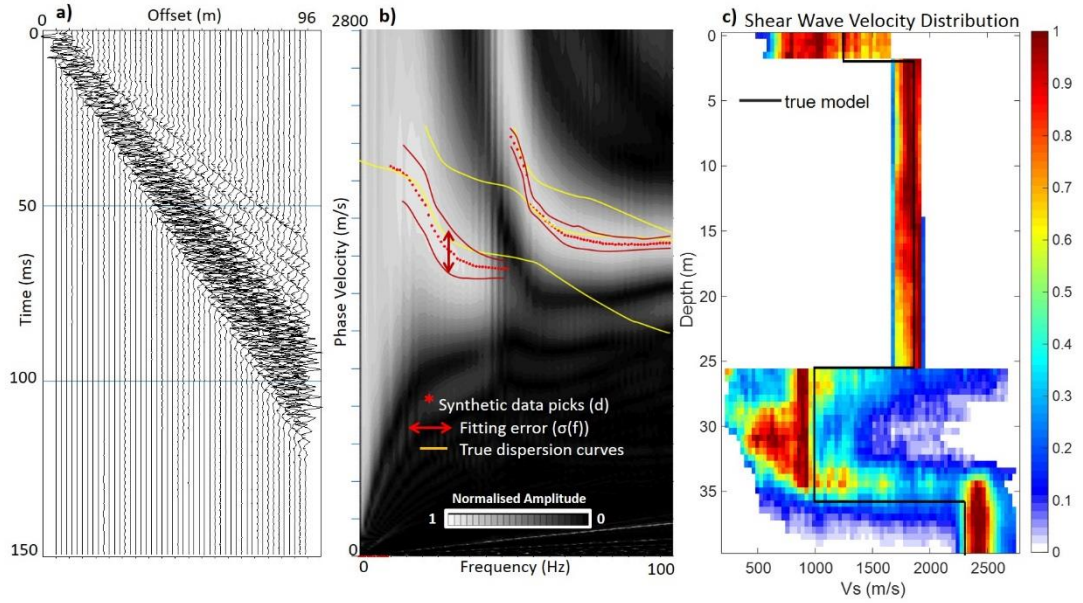 a) Offset (m)
0 96
0
50
100
150
Time (ms)
b)
2800
Phase Velocity (m/s)
* Synthetic data picks (d)
Fitting error (σ(f))
True dispersion curves
Normalised Amplitude
1 0
0
0 Frequency (Hz) 100
c) Shear Wave Velocity Distribution
true model
0
5
10
15
20
25
30
35
Depth (m)
500 1000 1500 2000 2500
Vs (m/s)
1
0.9
0.8
0.7
0.6
0.5
0.4
0.3
0.2
0.1
0